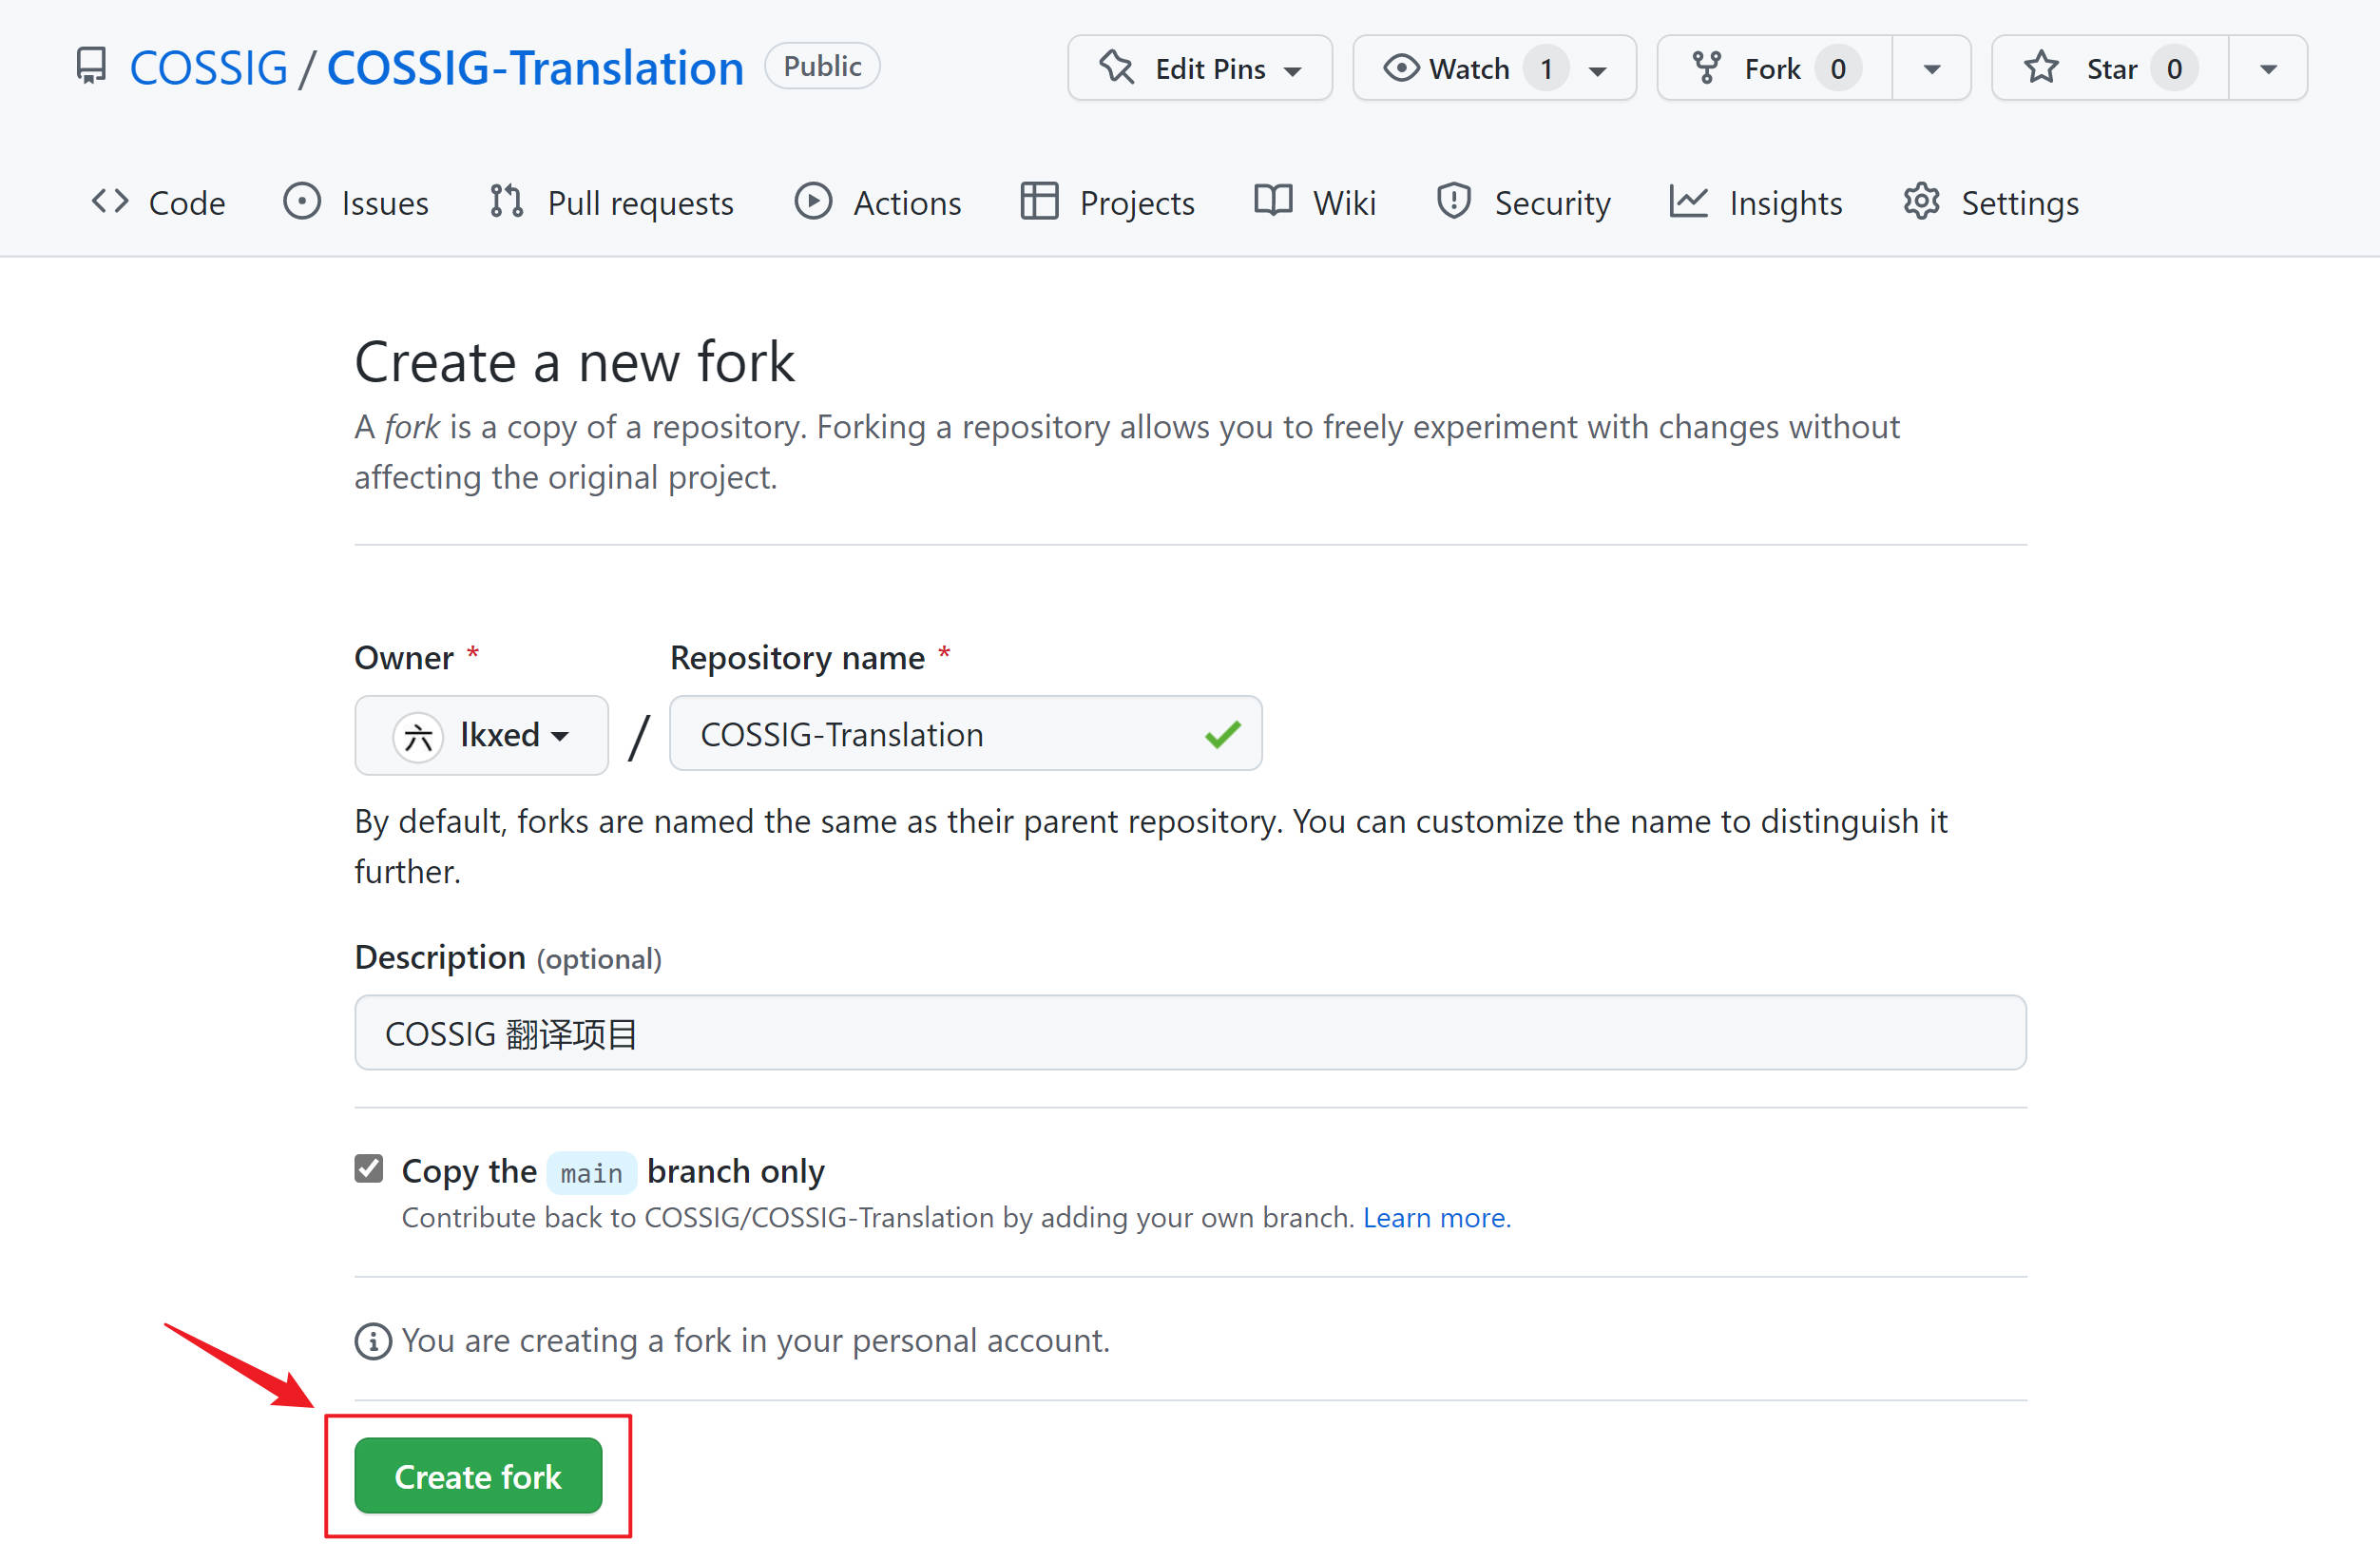 COSSIG / COSSIG-Translation Public Edit Pins Watch 1 Fork 0 Star 0
Code Issues Pull requests Actions Projects Wiki Security Insights Settings
Create a new fork
A fork is a copy of a repository. Forking a repository allows you to freely experiment with changes without
affecting the original project.
Owner * Repository name *
六 lkxed / COSSIG-Translation
By default, forks are named the same as their parent repository. You can customize the name to distinguish it
further.
Description (optional)
COSSIG 翻译项目
Copy the main branch only
Contribute back to COSSIG/COSSIG-Translation by adding your own branch. Learn more.
You are creating a fork in your personal account.
Create fork